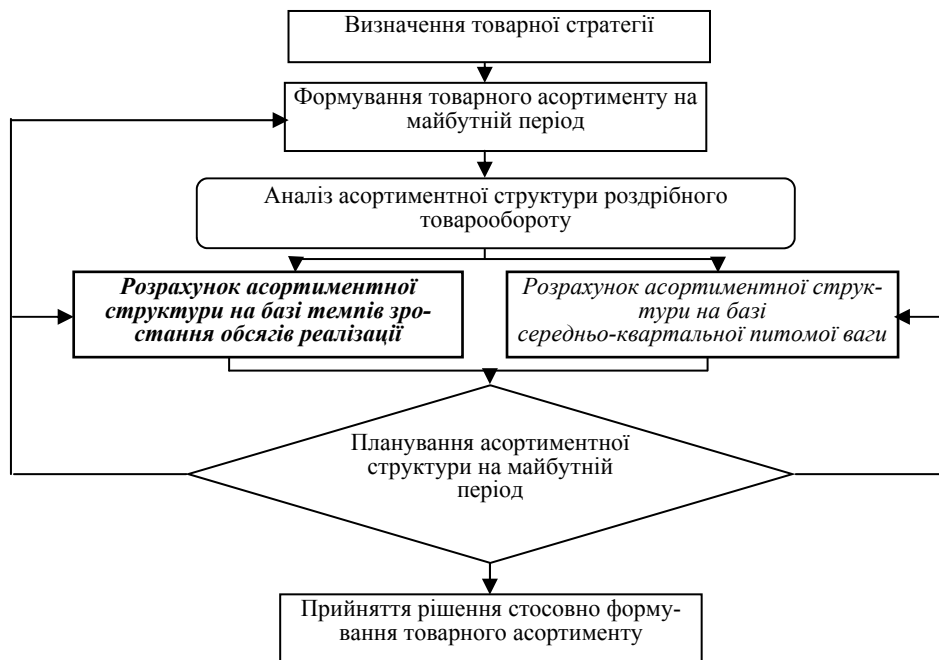 Визначення товарної стратегії
Формування товарного асортименту на
майбутній період
Аналіз асортиментної структури роздрібного
товарообороту
Розрахунок асортиментної
структури на базі темпів зро-
стання обсягів реалізації
Розрахунок асортиментної струк-
тури на базі
середньо-квартальної питомої ваги
Планування асортиментної
структури на майбутній
період
Прийняття рішення стосовно форму-
вання товарного асортименту